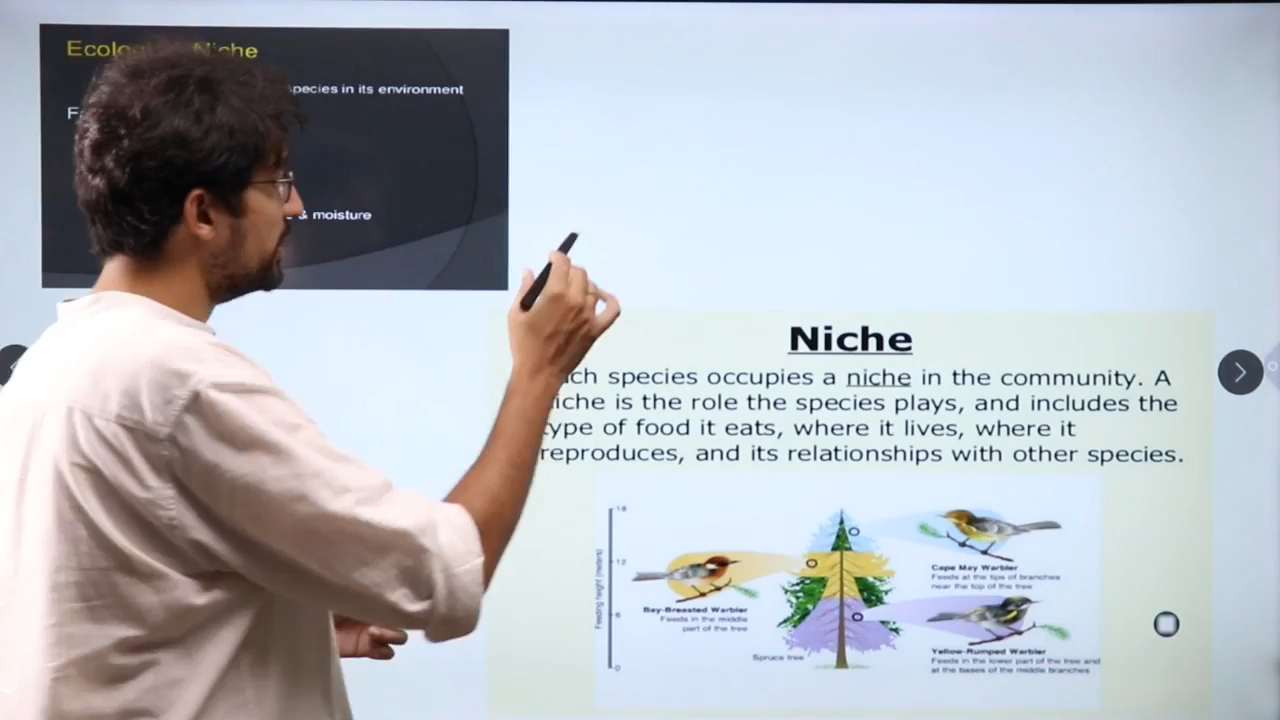 Niche
species in its environment
& moisture
Niche
species occupies a niche in the community. A
is the role the species plays, and includes the
type of food it eats, where it lives, where it
reproduces, and its relationships with other species.
18
12
6
0
Feeding height (meters)
Cape May Warbler
Feeds at the tips of branches
near the top of the tree
Bay-Breasted Warbler
Feeds in the middle
part of the tree
Spruce tree
Yellow-Rumped Warbler
Feeds in the lower part of the tree and
at the bases of the middle branches